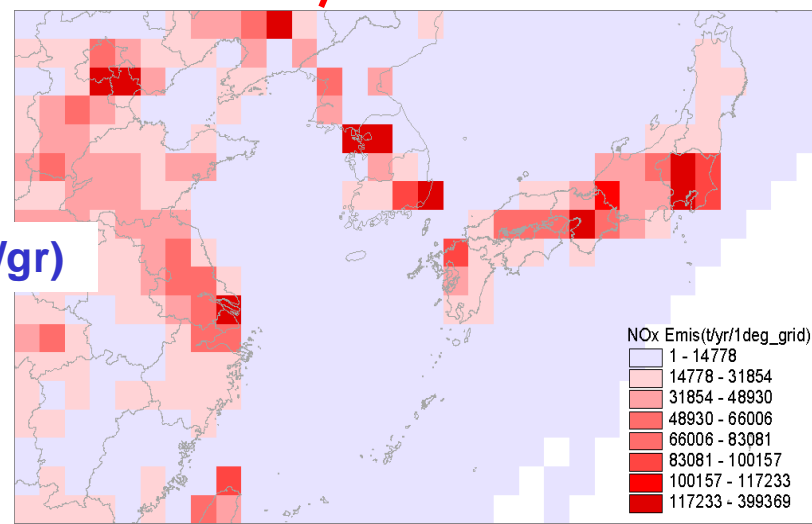 /gr)
NOx Emis(t/yr/1deg_grid)
1 - 14778
14778 - 31854
31854 - 48930
48930 - 66006
66006 - 83081
83081 - 100157
100157 - 117233
117233 - 399369